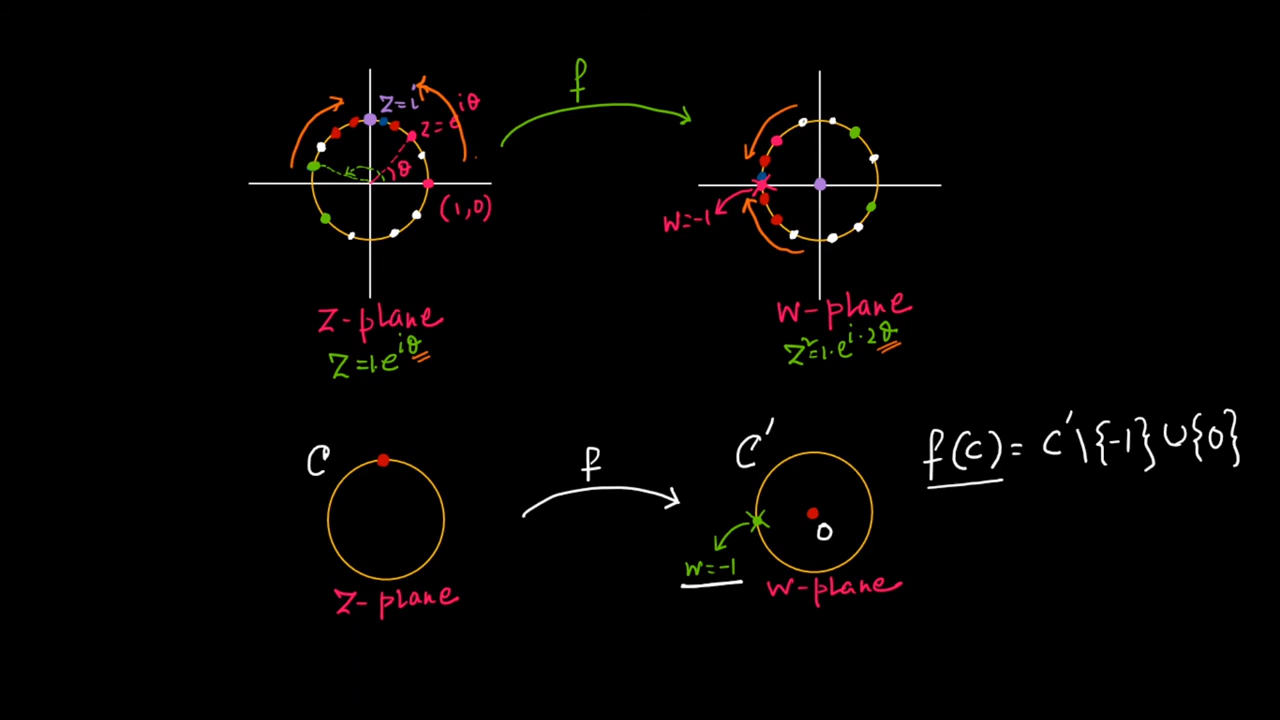 f
z=i
z=e^{iθ}
θ
(1,0)
w=-1
z-plane
z=1.e^{iθ}
w-plane
z²=1.e^{i.2θ}
C
f
C'
f(C) = C'\{-1}∪{0}
0
w=-1
z-plane
w-plane